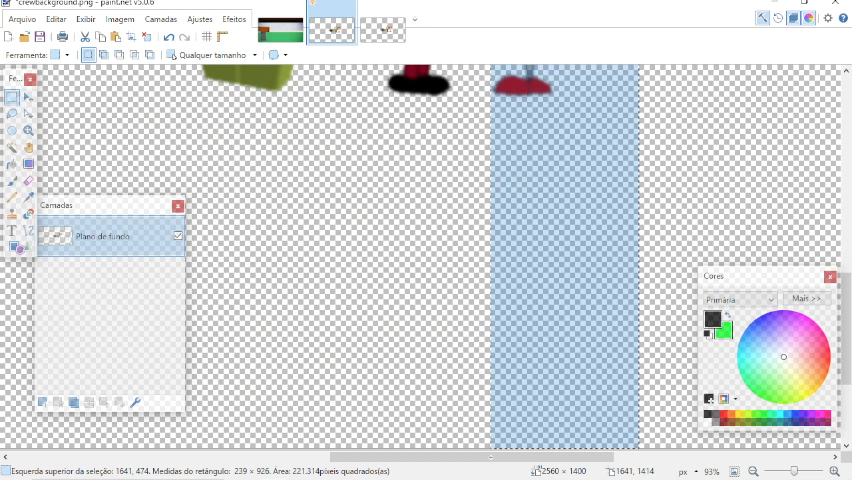 "crewbackground.png - paint.net v5.0.6
Arquivo Editar Exibir Imagem Camadas Ajustes Efeitos
Ferramenta: Qualquer tamanho
Fe...
Camadas
Plano de fundo
Cores
Primária Mais >>
Esquerda superior da seleção: 1641, 474. Medidas do retângulo: 239 × 926. Área: 221.314pixeis quadrados(as) 2560 × 1400 1641, 1414 px 93%